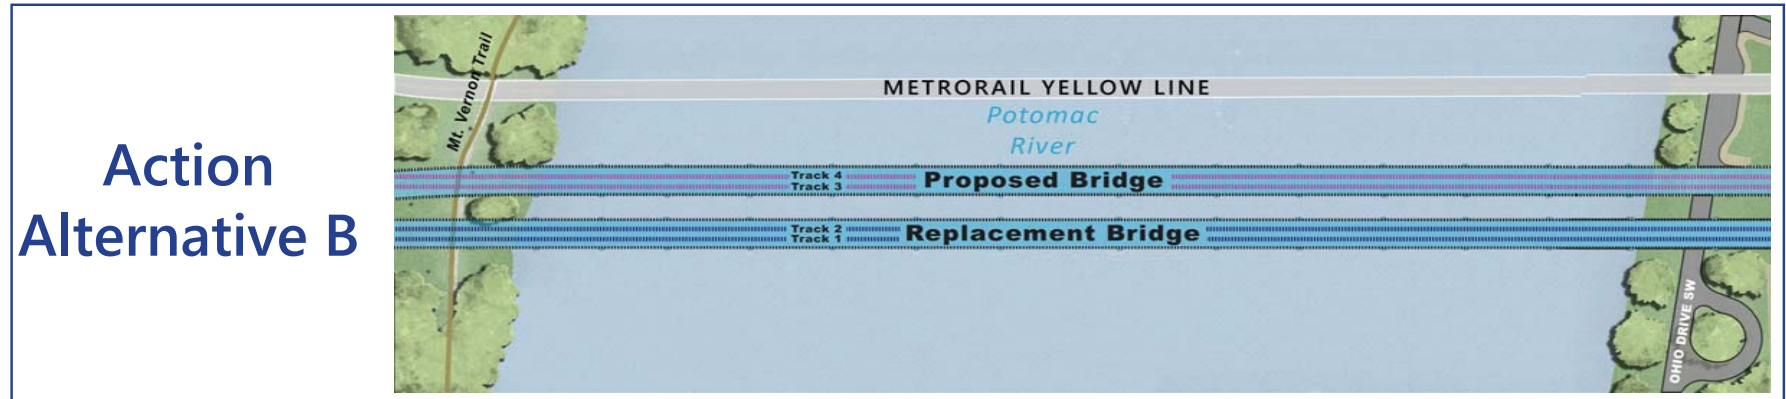 Action
Alternative B
Mt. Vernon Trail
METRORAIL YELLOW LINE
Potomac
River
Track 4
Track 3
Proposed Bridge
Track 2
Track 1
Replacement Bridge
OHIO DRIVE SW